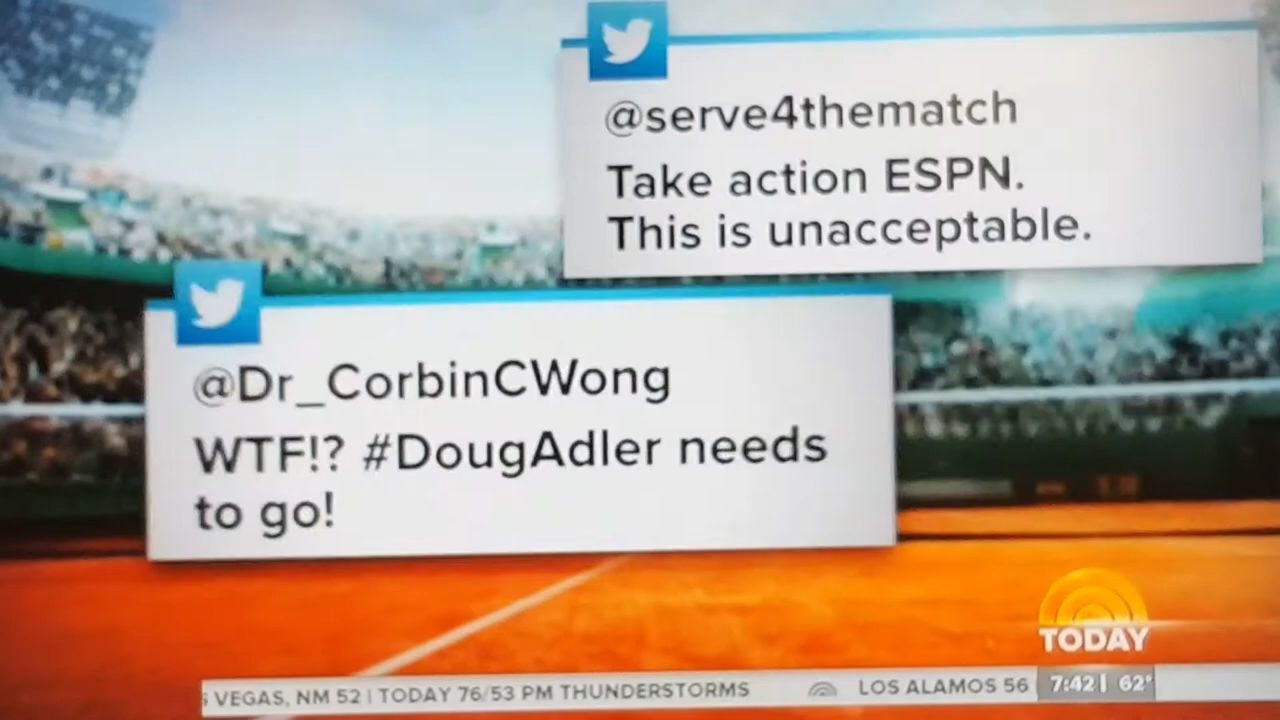 @serve4thematch
Take action ESPN.
This is unacceptable.
@Dr_CorbinCWong
WTF!? #DougAdler needs
to go!
TODAY
VEGAS, NM 52 | TODAY 76/53 PM THUNDERSTORMS LOS ALAMOS 56 7:42 | 62°